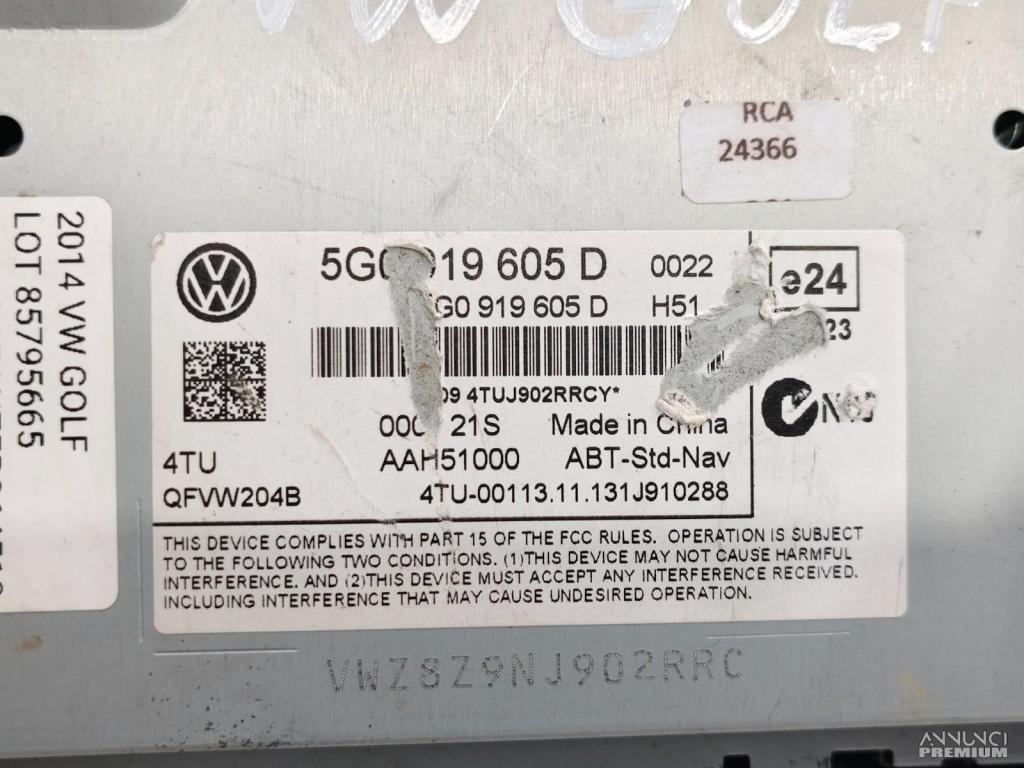 VW GOLF
RCA
24366
2014 VW GOLF
LOT 85795665
5G0 919 605 D 0022
5G0 919 605 D H51
e24
23
09 4TUJ902RRCY*
21S Made in China
4TU AAH51000 ABT-Std-Nav
QFVW204B 4TU-00113.11.131J910288
THIS DEVICE COMPLIES WITH PART 15 OF THE FCC RULES. OPERATION IS SUBJECT
TO THE FOLLOWING TWO CONDITIONS. (1)THIS DEVICE MAY NOT CAUSE HARMFUL
INTERFERENCE. AND (2)THIS DEVICE MUST ACCEPT ANY INTERFERENCE RECEIVED.
INCLUDING INTERFERENCE THAT MAY CAUSE UNDESIRED OPERATION.
VWZ8Z9NJ902RRC
ANNUNCI
PREMIUM